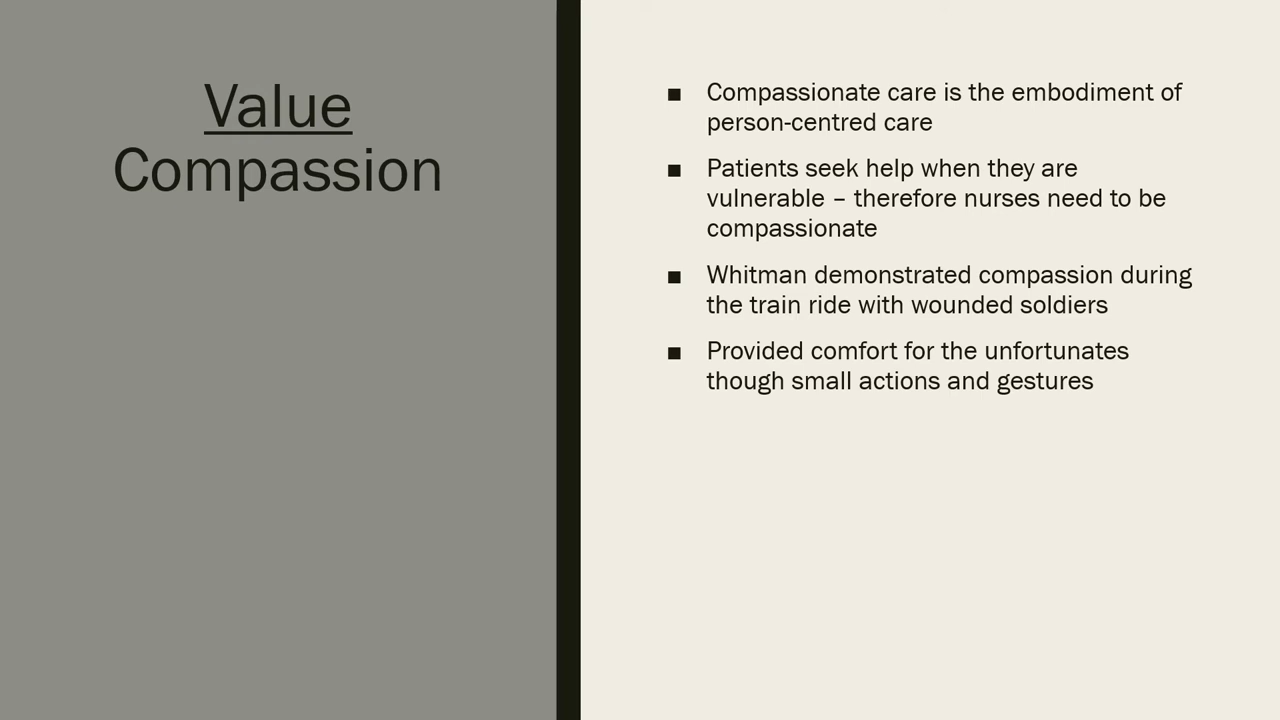 Value
Compassion
■ Compassionate care is the embodiment of
person-centred care
■ Patients seek help when they are
vulnerable – therefore nurses need to be
compassionate
■ Whitman demonstrated compassion during
the train ride with wounded soldiers
■ Provided comfort for the unfortunates
though small actions and gestures